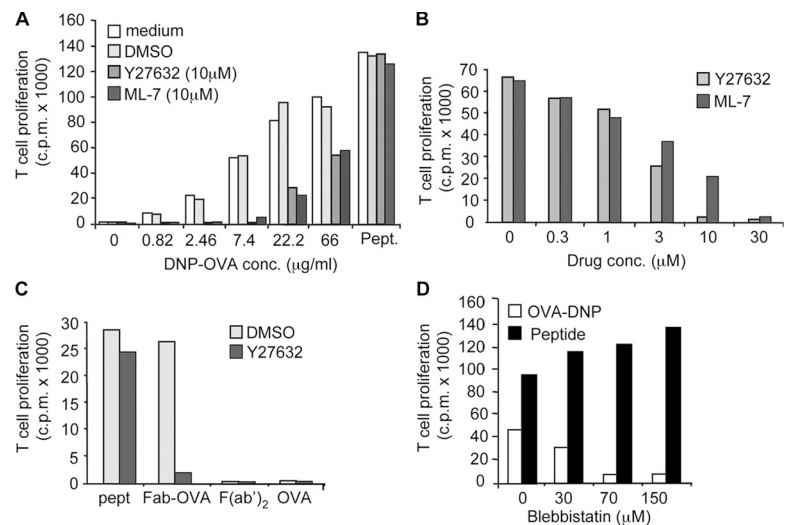 A
T cell proliferation
(c.p.m. x 1000)
160
140
120
100
80
60
40
20
0
medium
DMSO
Y27632 (10μM)
ML-7 (10μM)
0 0.82 2.46 7.4 22.2 66 Pept.
DNP-OVA conc. (μg/ml)
B
T cell proliferation
(c.p.m. x 1000)
70
60
50
40
30
20
10
0
Y27632
ML-7
0 0.3 1 3 10 30
Drug conc. (μM)
C
T cell proliferation
(c.p.m. x 1000)
30
25
20
15
10
5
0
DMSO
Y27632
pept Fab-OVA F(ab')2 OVA
D
T cell proliferation
(c.p.m. x 1000)
160
140
120
100
80
60
40
20
0
OVA-DNP
Peptide
0 30 70 150
Blebbistatin (μM)